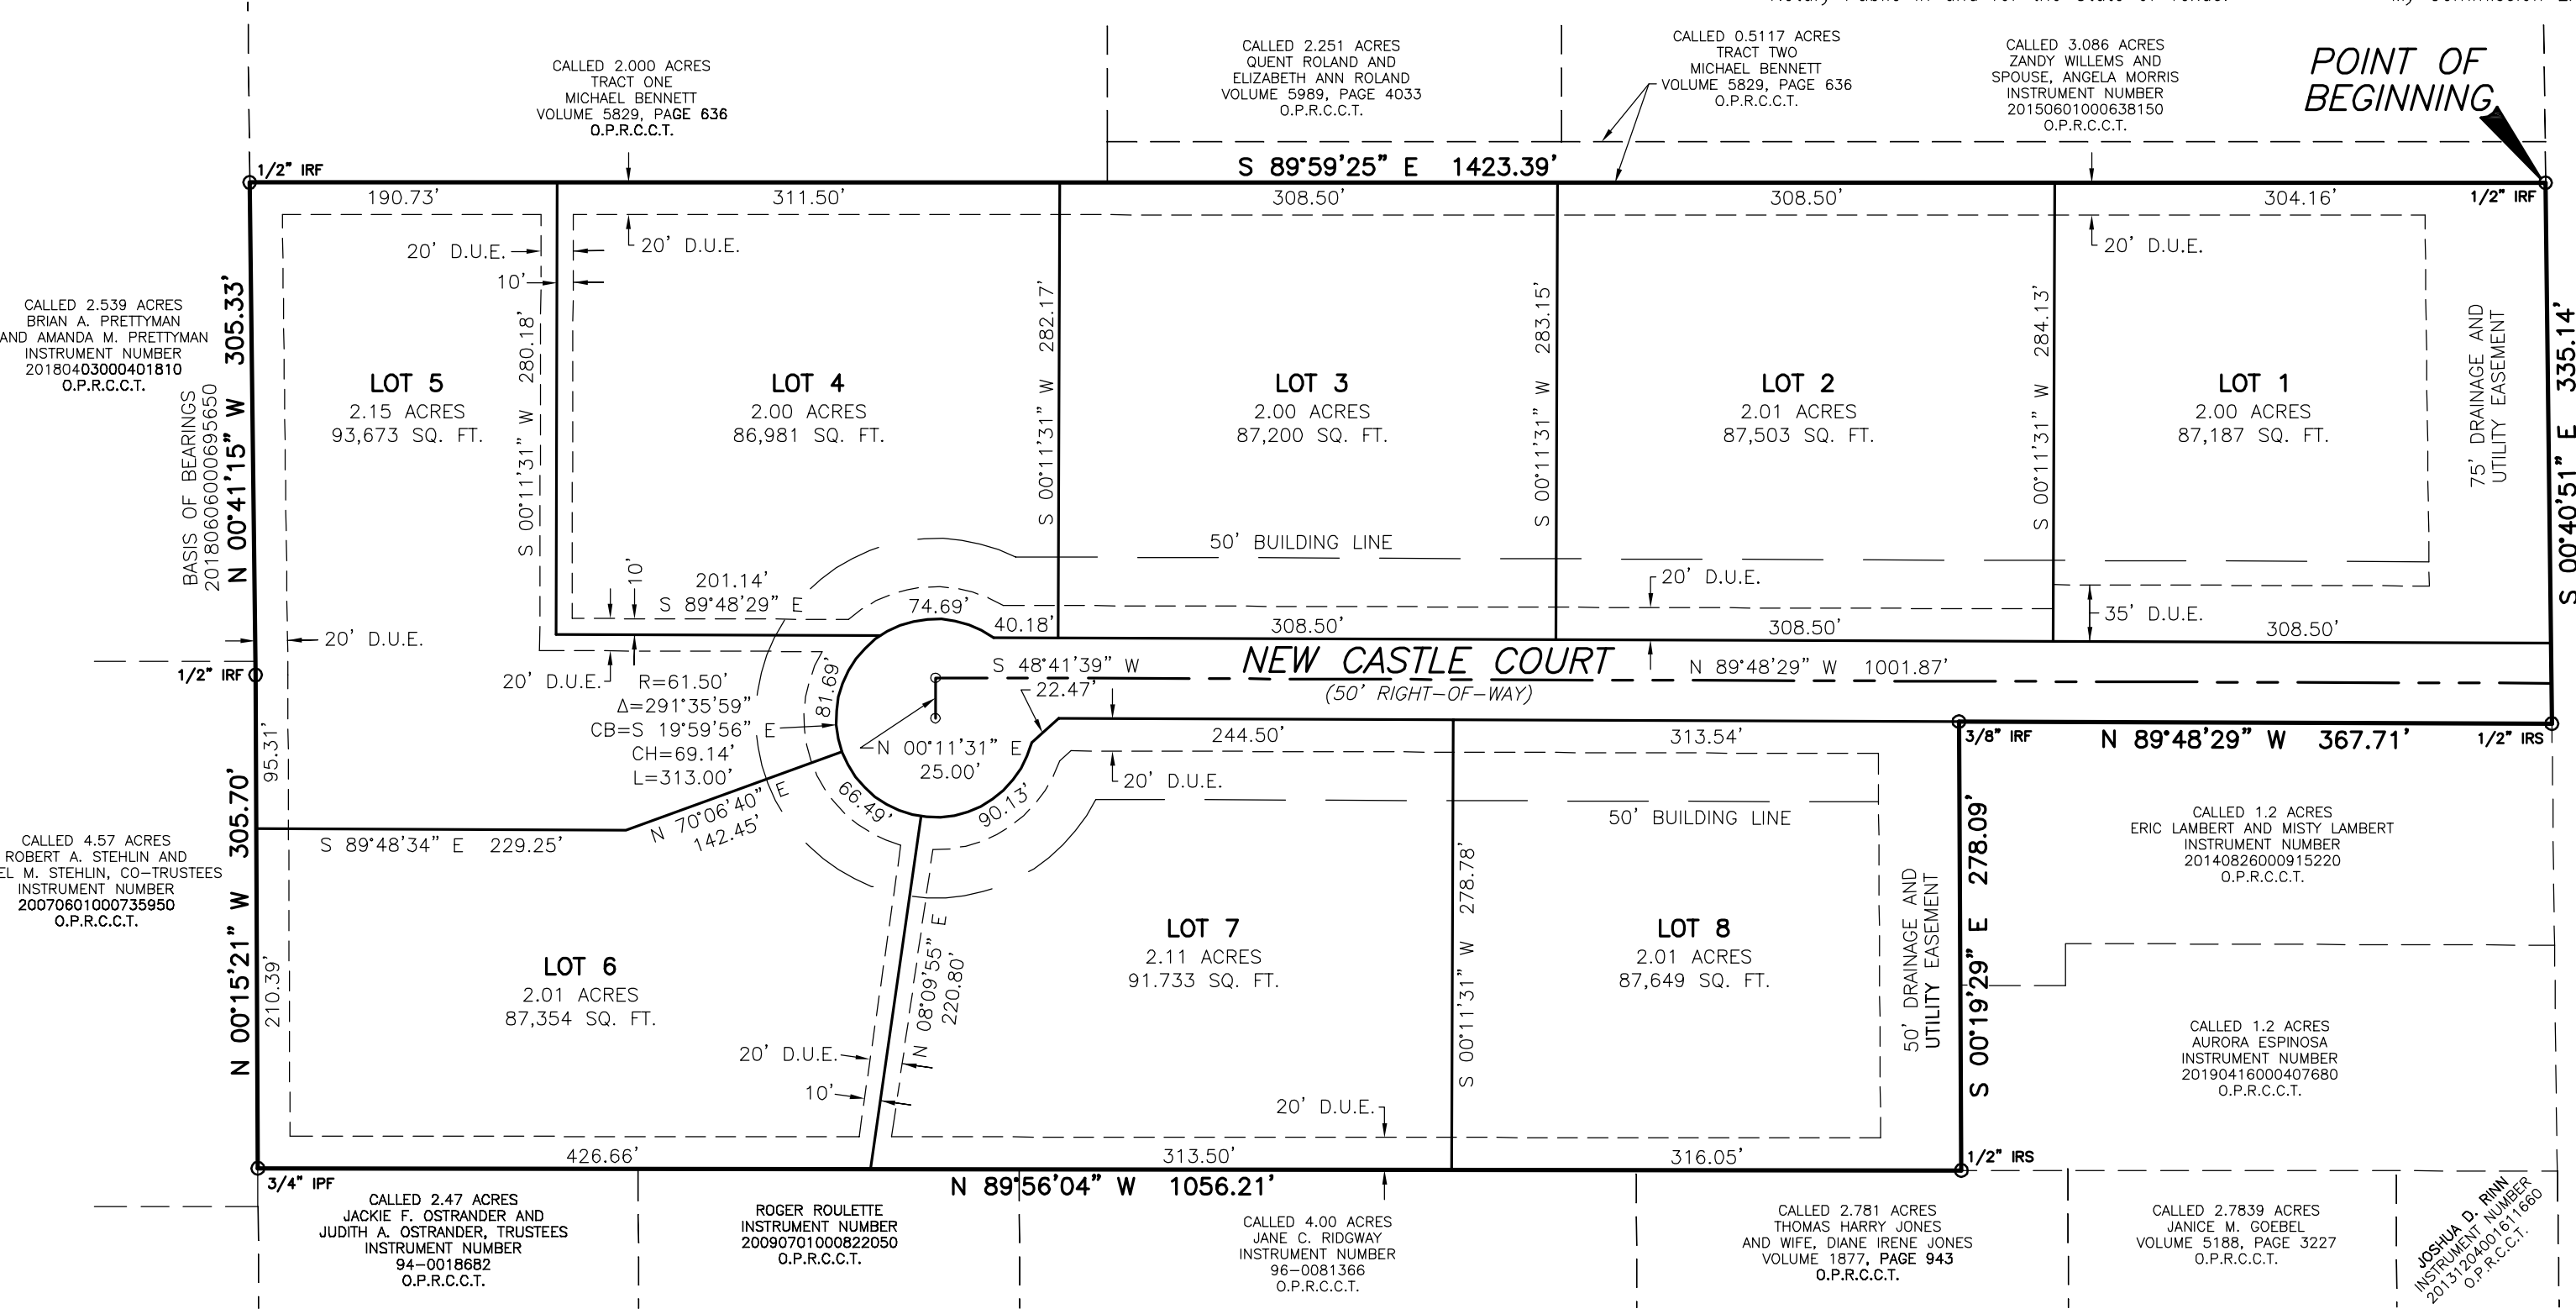 CALLED 2.000 ACRES
TRACT ONE
MICHAEL BENNETT
VOLUME 5829, PAGE 636
O.P.R.C.C.T.
CALLED 2.251 ACRES
QUENT ROLAND AND
ELIZABETH ANN ROLAND
VOLUME 5989, PAGE 4033
O.P.R.C.C.T.
CALLED 0.5117 ACRES
TRACT TWO
MICHAEL BENNETT
VOLUME 5829, PAGE 636
O.P.R.C.C.T.
CALLED 3.086 ACRES
ZANDY WILLEMS AND
SPOUSE, ANGELA MORRIS
INSTRUMENT NUMBER
20150601000638150
O.P.R.C.C.T.
POINT OF
BEGINNING
1/2" IRF
S 89°59'25" E 1423.39'
1/2" IRF
190.73'
311.50'
308.50'
308.50'
304.16'
20' D.U.E.
20' D.U.E.
20' D.U.E.
10'
CALLED 2.539 ACRES
BRIAN A. PRETTYMAN
AND AMANDA M. PRETTYMAN
INSTRUMENT NUMBER
20180403000401810
O.P.R.C.C.T.
BASIS OF BEARINGS
20180606000695650
N 00°41'15" W 305.33'
S 00°11'31" W 280.18'
S 00°11'31" W 282.17'
S 00°11'31" W 283.15'
S 00°11'31" W 284.13'
75' DRAINAGE AND
UTILITY EASEMENT
S 00°40'51" E 335.14'
LOT 5
2.15 ACRES
93,673 SQ. FT.
LOT 4
2.00 ACRES
86,981 SQ. FT.
LOT 3
2.00 ACRES
87,200 SQ. FT.
LOT 2
2.01 ACRES
87,503 SQ. FT.
LOT 1
2.00 ACRES
87,187 SQ. FT.
50' BUILDING LINE
10'
201.14'
S 89°48'29" E
74.69'
40.18'
308.50'
20' D.U.E.
308.50'
35' D.U.E.
308.50'
20' D.U.E.
1/2" IRF
20' D.U.E.
R=61.50'
Δ=291°35'59"
CB=S 19°59'56" E
CH=69.14'
L=313.00'
81.69'
S 48°41'39" W
22.47'
NEW CASTLE COURT
(50' RIGHT-OF-WAY)
N 89°48'29" W 1001.87'
N 00°11'31" E
25.00'
244.50'
313.54'
3/8" IRF
N 89°48'29" W 367.71'
1/2" IRS
20' D.U.E.
95.31'
N 70°06'40" E
142.45'
66.49'
90.13'
50' BUILDING LINE
S 89°48'34" E 229.25'
CALLED 4.57 ACRES
ROBERT A. STEHLIN AND
EL M. STEHLIN, CO-TRUSTEES
INSTRUMENT NUMBER
20070601000735950
O.P.R.C.C.T.
N 00°15'21" W 305.70'
210.39'
LOT 6
2.01 ACRES
87,354 SQ. FT.
N 08°09'55" E
220.80'
LOT 7
2.11 ACRES
91.733 SQ. FT.
S 00°11'31" W 278.78'
LOT 8
2.01 ACRES
87,649 SQ. FT.
50' DRAINAGE AND
UTILITY EASEMENT
S 00°19'29" E 278.09'
CALLED 1.2 ACRES
ERIC LAMBERT AND MISTY LAMBERT
INSTRUMENT NUMBER
20140826000915220
O.P.R.C.C.T.
CALLED 1.2 ACRES
AURORA ESPINOSA
INSTRUMENT NUMBER
20190416000407680
O.P.R.C.C.T.
20' D.U.E.
10'
20' D.U.E.
426.66'
313.50'
316.05'
1/2" IRS
3/4" IPF
N 89°56'04" W 1056.21'
CALLED 2.47 ACRES
JACKIE F. OSTRANDER AND
JUDITH A. OSTRANDER, TRUSTEES
INSTRUMENT NUMBER
94-0018682
O.P.R.C.C.T.
ROGER ROULETTE
INSTRUMENT NUMBER
20090701000822050
O.P.R.C.C.T.
CALLED 4.00 ACRES
JANE C. RIDGWAY
INSTRUMENT NUMBER
96-0081366
O.P.R.C.C.T.
CALLED 2.781 ACRES
THOMAS HARRY JONES
AND WIFE, DIANE IRENE JONES
VOLUME 1877, PAGE 943
O.P.R.C.C.T.
CALLED 2.7839 ACRES
JANICE M. GOEBEL
VOLUME 5188, PAGE 3227
O.P.R.C.C.T.
JOSHUA D. RINN
INSTRUMENT NUMBER
20131204001611660
O.P.R.C.C.T.